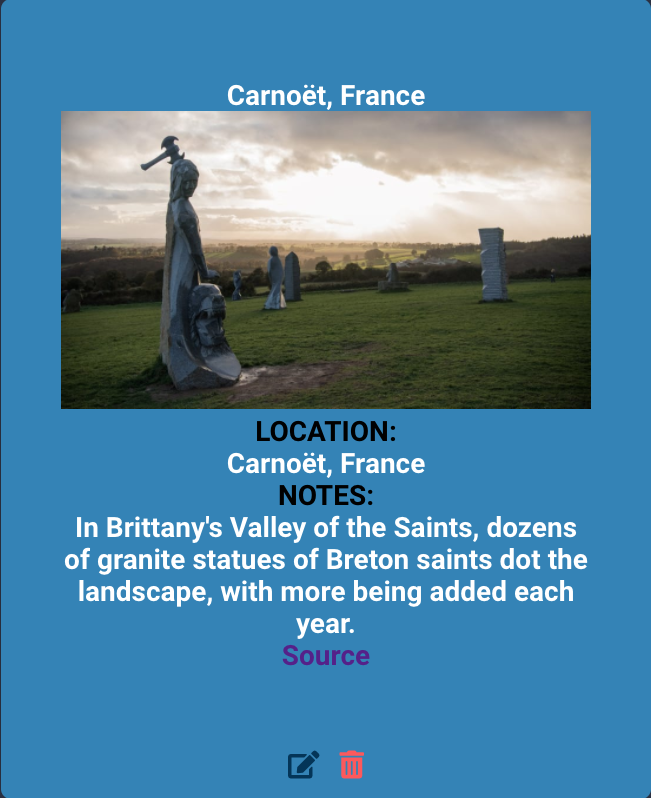 Carnoët, France
LOCATION:
Carnoët, France
NOTES:
In Brittany's Valley of the Saints, dozens
of granite statues of Breton saints dot the
landscape, with more being added each
year.
Source